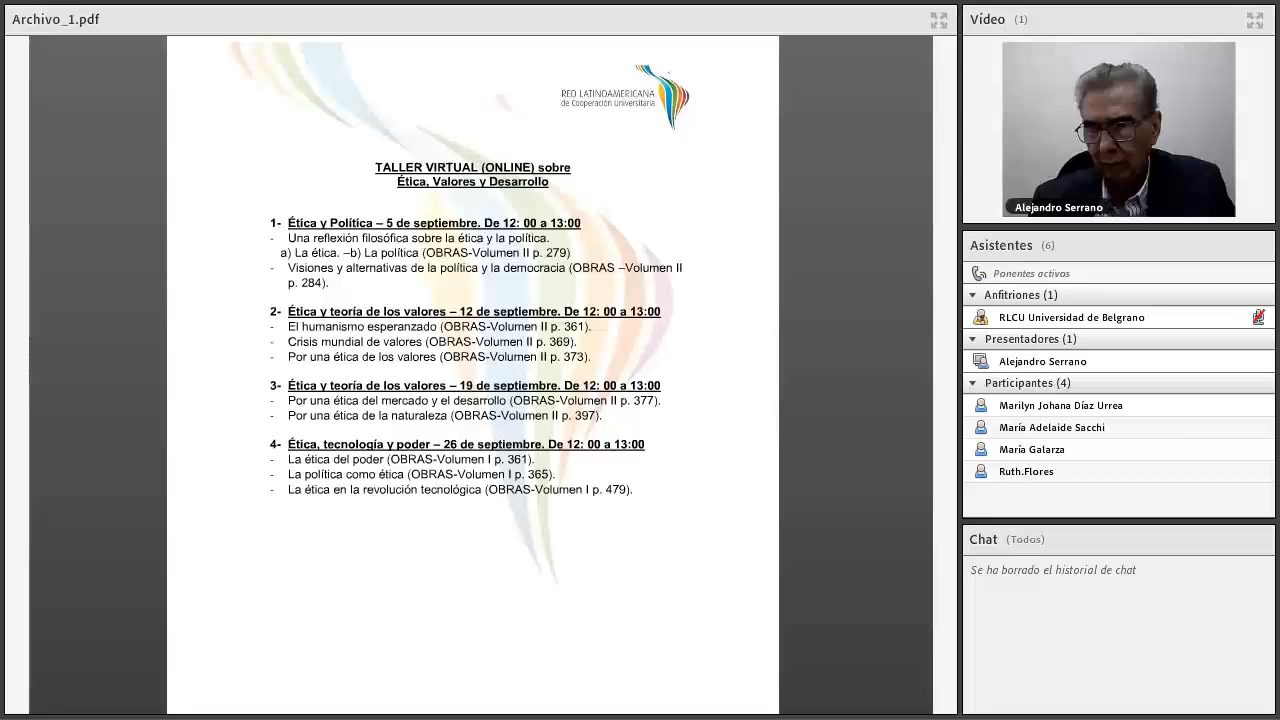 Archivo_1.pdf
RED LATINOAMERICANA
de Cooperación Universitaria
TALLER VIRTUAL (ONLINE) sobre
Ética, Valores y Desarrollo
1- Ética y Política – 5 de septiembre. De 12: 00 a 13:00
- Una reflexión filosófica sobre la ética y la política.
a) La ética. –b) La política (OBRAS-Volumen II p. 279)
- Visiones y alternativas de la política y la democracia (OBRAS –Volumen II
p. 284).
2- Ética y teoría de los valores – 12 de septiembre. De 12: 00 a 13:00
- El humanismo esperanzado (OBRAS-Volumen II p. 361).
- Crisis mundial de valores (OBRAS-Volumen II p. 369).
- Por una ética de los valores (OBRAS-Volumen II p. 373).
3- Ética y teoría de los valores – 19 de septiembre. De 12: 00 a 13:00
- Por una ética del mercado y el desarrollo (OBRAS-Volumen II p. 377).
- Por una ética de la naturaleza (OBRAS-Volumen II p. 397).
4- Ética, tecnología y poder – 26 de septiembre. De 12: 00 a 13:00
- La ética del poder (OBRAS-Volumen I p. 361).
- La política como ética (OBRAS-Volumen I p. 365).
- La ética en la revolución tecnológica (OBRAS-Volumen I p. 479).
Vídeo (1)
Alejandro Serrano
Asistentes (6)
Ponentes activos
Anfitriones (1)
RLCU Universidad de Belgrano
Presentadores (1)
Alejandro Serrano
Participantes (4)
Marilyn Johana Díaz Urrea
María Adelaide Sacchi
María Galarza
Ruth.Flores
Chat (Todos)
Se ha borrado el historial de chat